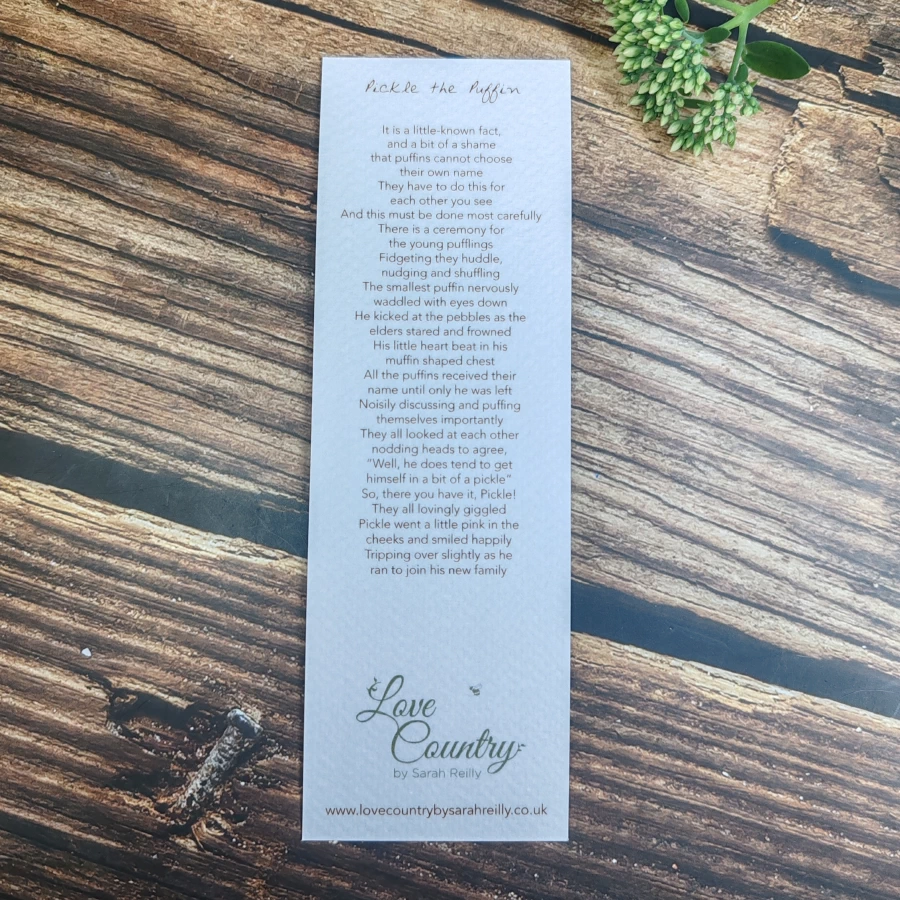 Pickle the Puffin
It is a little-known fact,
and a bit of a shame
that puffins cannot choose
their own name
They have to do this for
each other you see
And this must be done most carefully
There is a ceremony for
the young pufflings
Fidgeting they huddle,
nudging and shuffling
The smallest puffin nervously
waddled with eyes down
He kicked at the pebbles as the
elders stared and frowned
His little heart beat in his
muffin shaped chest
All the puffins received their
name until only he was left
Noisily discussing and puffing
themselves importantly
They all looked at each other
nodding heads to agree,
"Well, he does tend to get
himself in a bit of a pickle"
So, there you have it, Pickle!
They all lovingly giggled
Pickle went a little pink in the
cheeks and smiled happily
Tripping over slightly as he
ran to join his new family
Love
Country
by Sarah Reilly
www.lovecountrybysarahreilly.co.uk